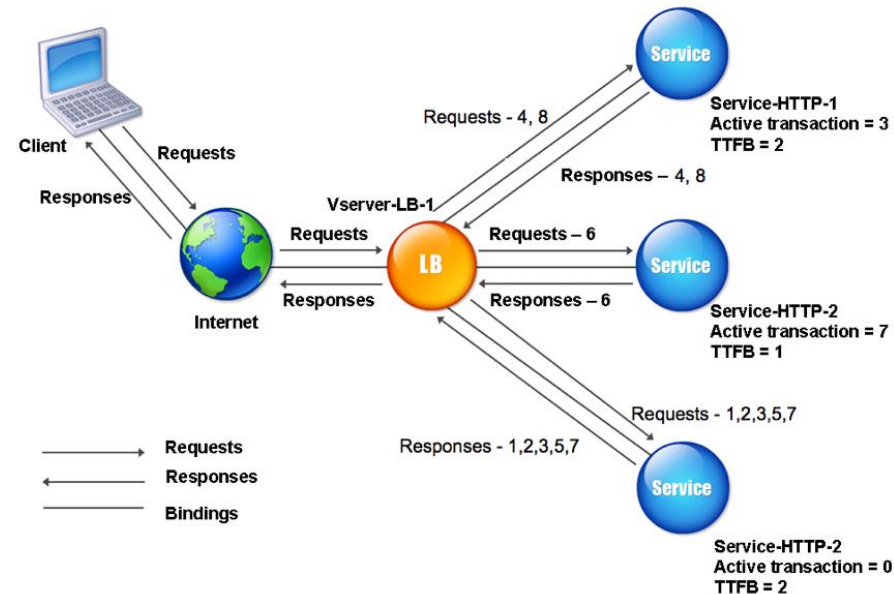 Service
Service-HTTP-1
Active transaction = 3
TTFB = 2
Requests - 4, 8
Client
Requests
Responses – 4, 8
Responses
Vserver-LB-1
Requests
Requests – 6
LB
Service
Responses
Responses – 6
Internet
Service-HTTP-2
Active transaction = 7
TTFB = 1
Requests - 1,2,3,5,7
Responses - 1,2,3,5,7
Requests
Responses
Bindings
Service
Service-HTTP-2
Active transaction = 0
TTFB = 2